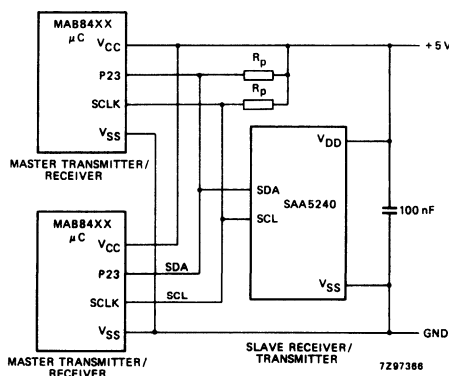 MAB84XX
μC
VCC
P23
SCLK
VSS
MASTER TRANSMITTER/
RECEIVER
+5V
Rp
Rp
VDD
SDA
SCL
SAA5240
100 nF
VSS
MAB84XX
μC
VCC
P23
SDA
SCLK
SCL
VSS
GND
MASTER TRANSMITTER/
RECEIVER
SLAVE RECEIVER/
TRANSMITTER
7Z97366